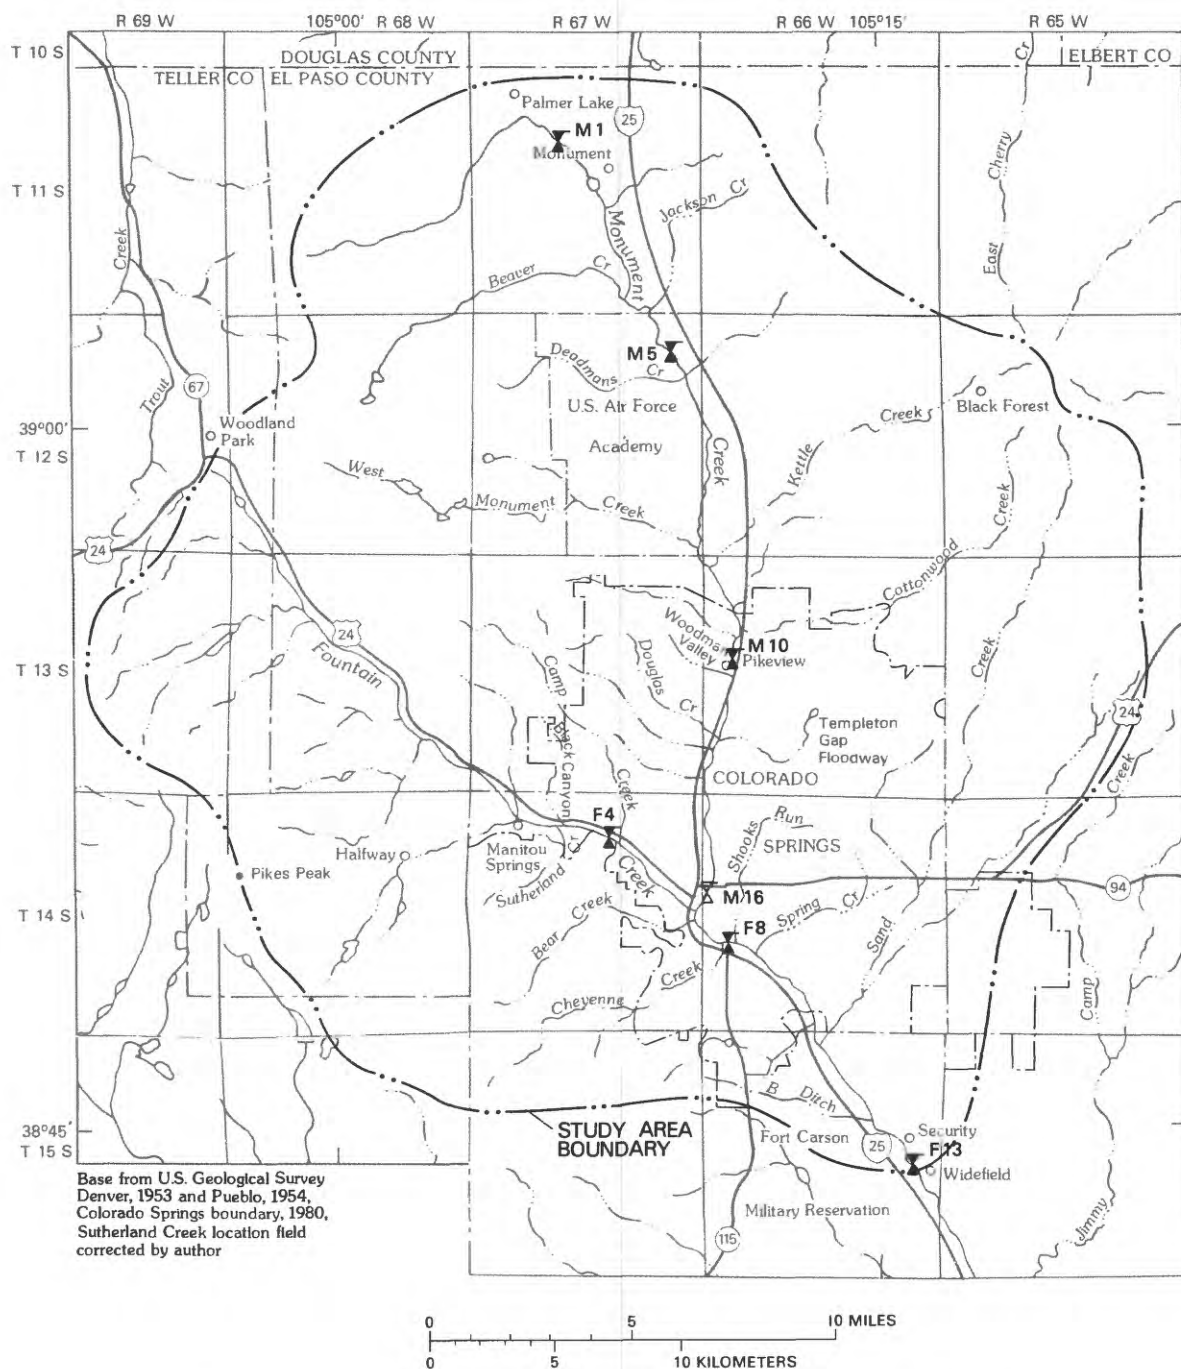 R 69 W
105°00'
R 68 W
R 67 W
R 66 W
105°15'
R 65 W
T 10 S
DOUGLAS COUNTY
ELBERT CO
TELLER CO
EL PASO COUNTY
Palmer Lake
25
M 1
Monument
T 11 S
Creek
Monument
Jackson Cr
East Cherry Cr
Beaver Cr
M 5
Deadmans Cr
Trout
67
U.S. Air Force
Academy
Creek
Black Forest
Woodland
Park
39°00'
T 12 S
West
Monument
Creek
Creek
Kettle
Creek
24
Cottonwood
Creek
24
Fountain
Woodmen
Valley
M 10
Pikeview
T 13 S
Camp
Douglas
Cr
Black Canyon
Creek
Templeton
Gap
Floodway
24
Creek
COLORADO
F4
Halfway
Manitou
Springs
Sutherland
Creek
Shooks Run
SPRINGS
Pikes Peak
94
M 16
T 14 S
Bear Creek
F8
Spring Cr
Sand
Cheyenne
Creek
Camp
B Ditch
38°45'
STUDY AREA
BOUNDARY
Fort Carson
25
Security
T 15 S
F13
Widefield
Base from U.S. Geological Survey
Denver, 1953 and Pueblo, 1954,
Colorado Springs boundary, 1980,
Sutherland Creek location field
corrected by author
Military Reservation
115
Jimmy
0
5
10 MILES
0
5
10 KILOMETERS